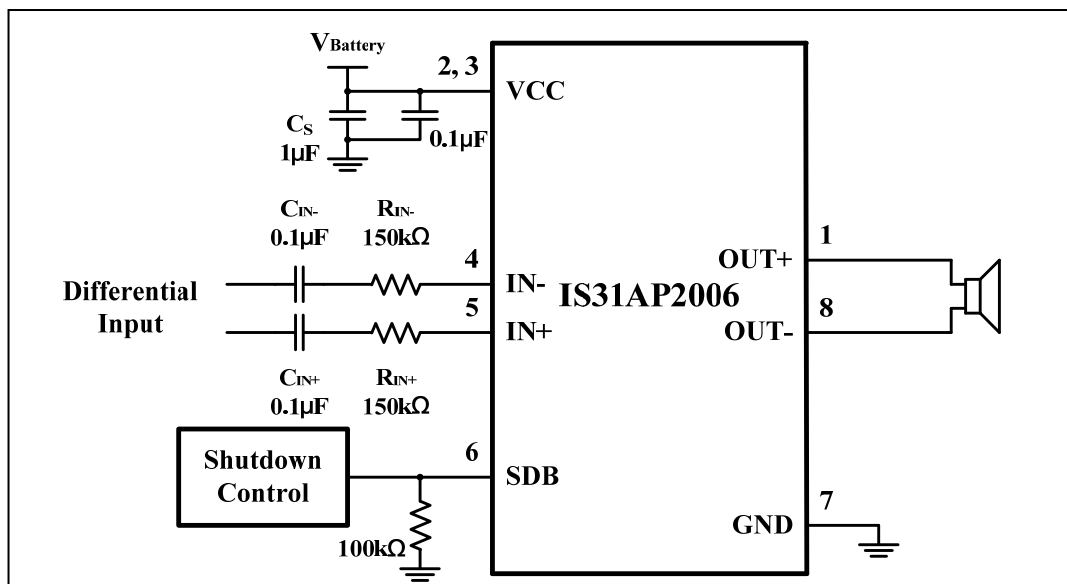 VBattery
2, 3
VCC
CS
1μF
0.1μF
CIN-
0.1μF
RIN-
150kΩ
Differential
Input
4
IN-
5
IN+
CIN+
0.1μF
RIN+
150kΩ
IS31AP2006
1
OUT+
8
OUT-
Shutdown
Control
6
SDB
100kΩ
7
GND